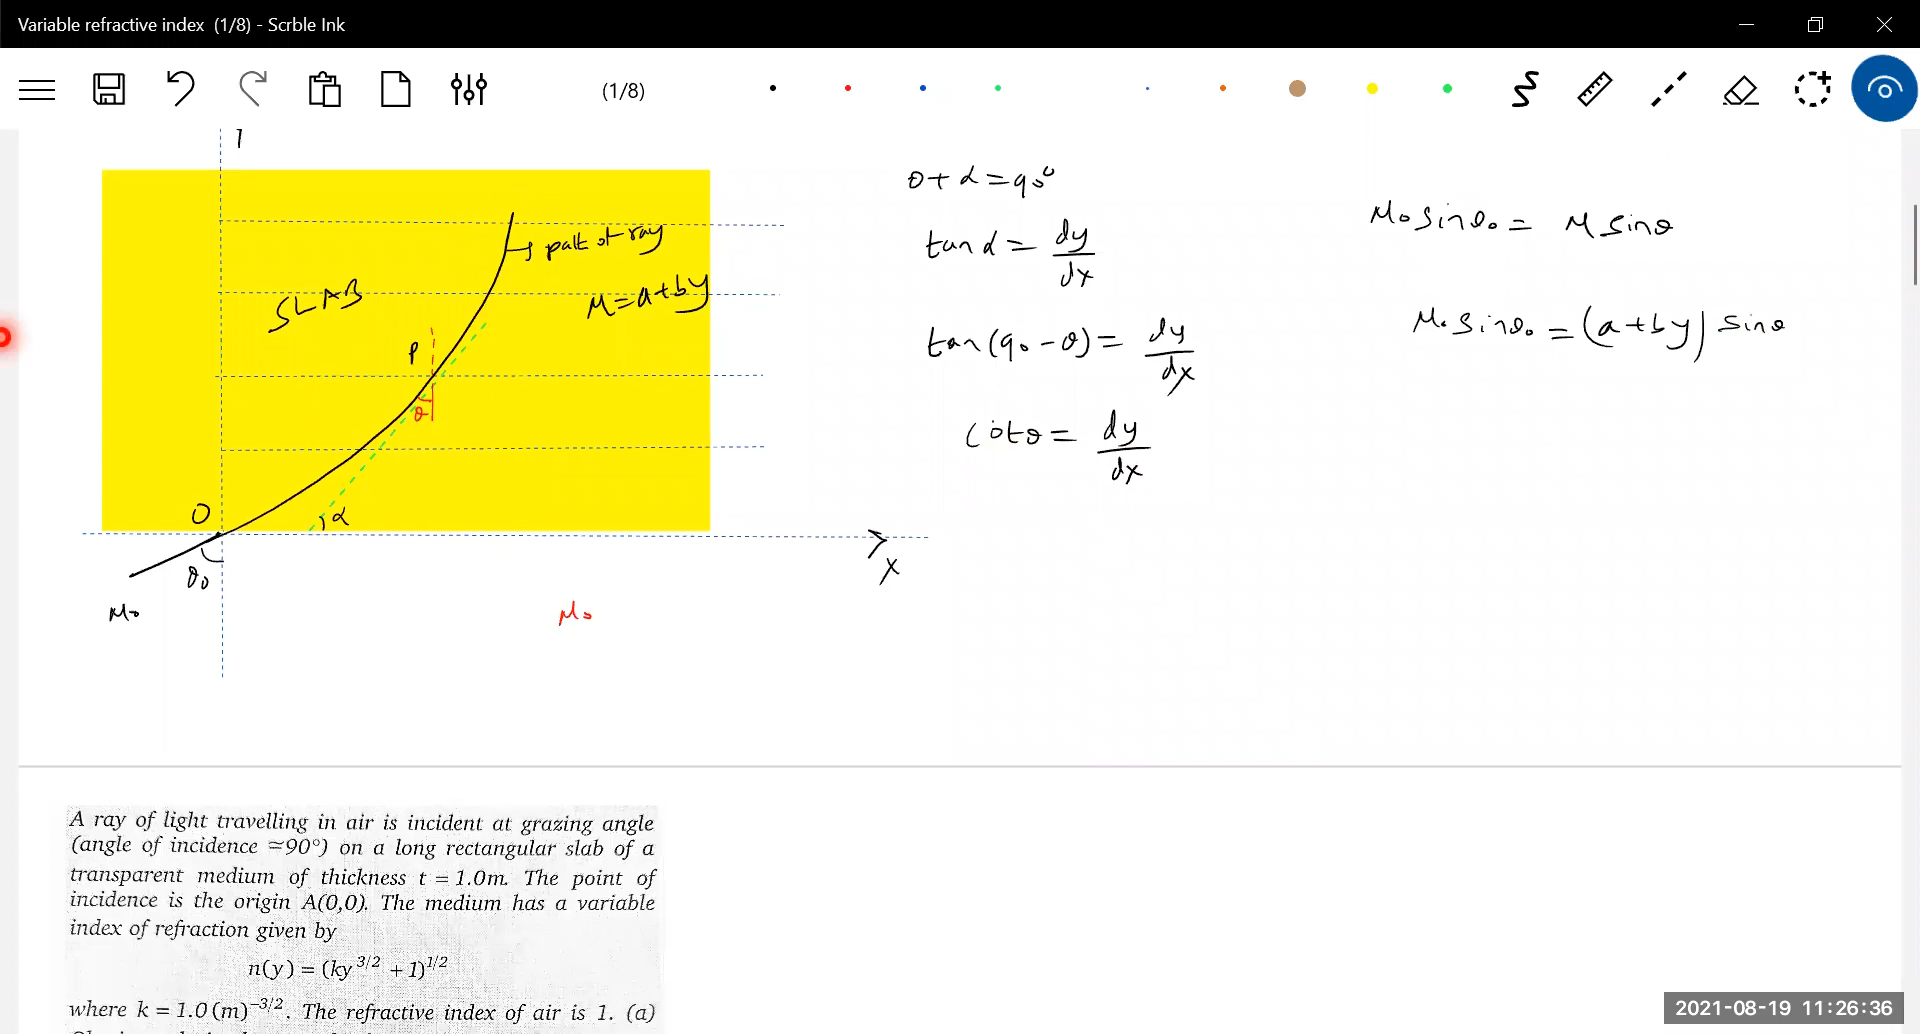 Variable refractive index (1/8) - Scrble Ink
(1/8)
θ + α = 90°
μ₀ sinθ₀ = μ sinθ
path of ray
tan α = dy/dx
SLAB
μ = a+by
μ₀ sinθ₀ = (a+by) sinθ
tan(90 - θ) = dy/dx
P
θ
cotθ = dy/dx
O
α
x
θ₀
μ₀
μ₀
A ray of light travelling in air is incident at grazing angle
(angle of incidence ≃90°) on a long rectangular slab of a
transparent medium of thickness t = 1.0m. The point of
incidence is the origin A(0,0). The medium has a variable
index of refraction given by
n(y) = (ky^3/2 + 1)^1/2
where k = 1.0 (m)^-3/2. The refractive index of air is 1. (a)
2021-08-19 11:26:36